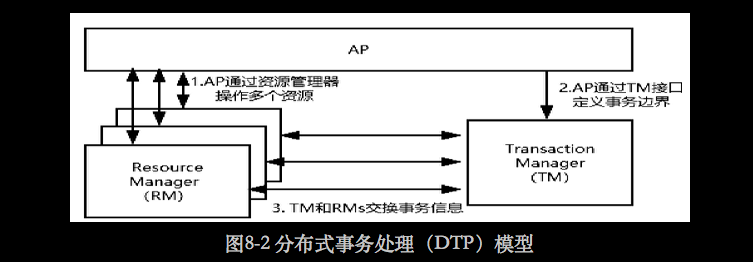 AP
1.AP通过资源管理器
操作多个资源
2.AP通过TM接口
定义事务边界
Resource
Manager
(RM)
Transaction
Manager
(TM)
3. TM和RMs交换事务信息
图8-2 分布式事务处理（DTP）模型